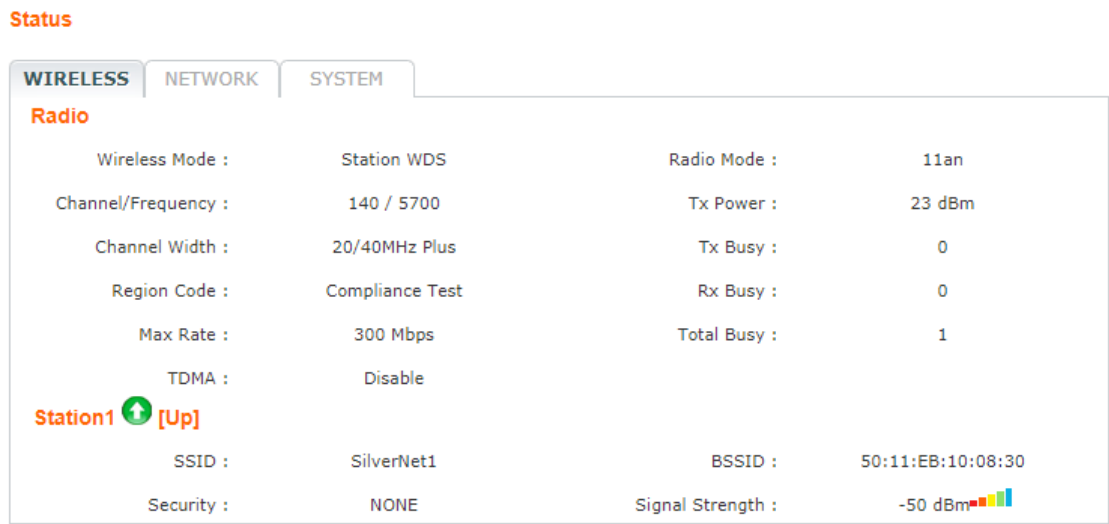 Status
WIRELESS NETWORK SYSTEM
Radio
Wireless Mode : Station WDS Radio Mode : 11an
Channel/Frequency : 140 / 5700 Tx Power : 23 dBm
Channel Width : 20/40MHz Plus Tx Busy : 0
Region Code : Compliance Test Rx Busy : 0
Max Rate : 300 Mbps Total Busy : 1
TDMA : Disable
Station1 [Up]
SSID : SilverNet1 BSSID : 50:11:EB:10:08:30
Security : NONE Signal Strength : -50 dBm